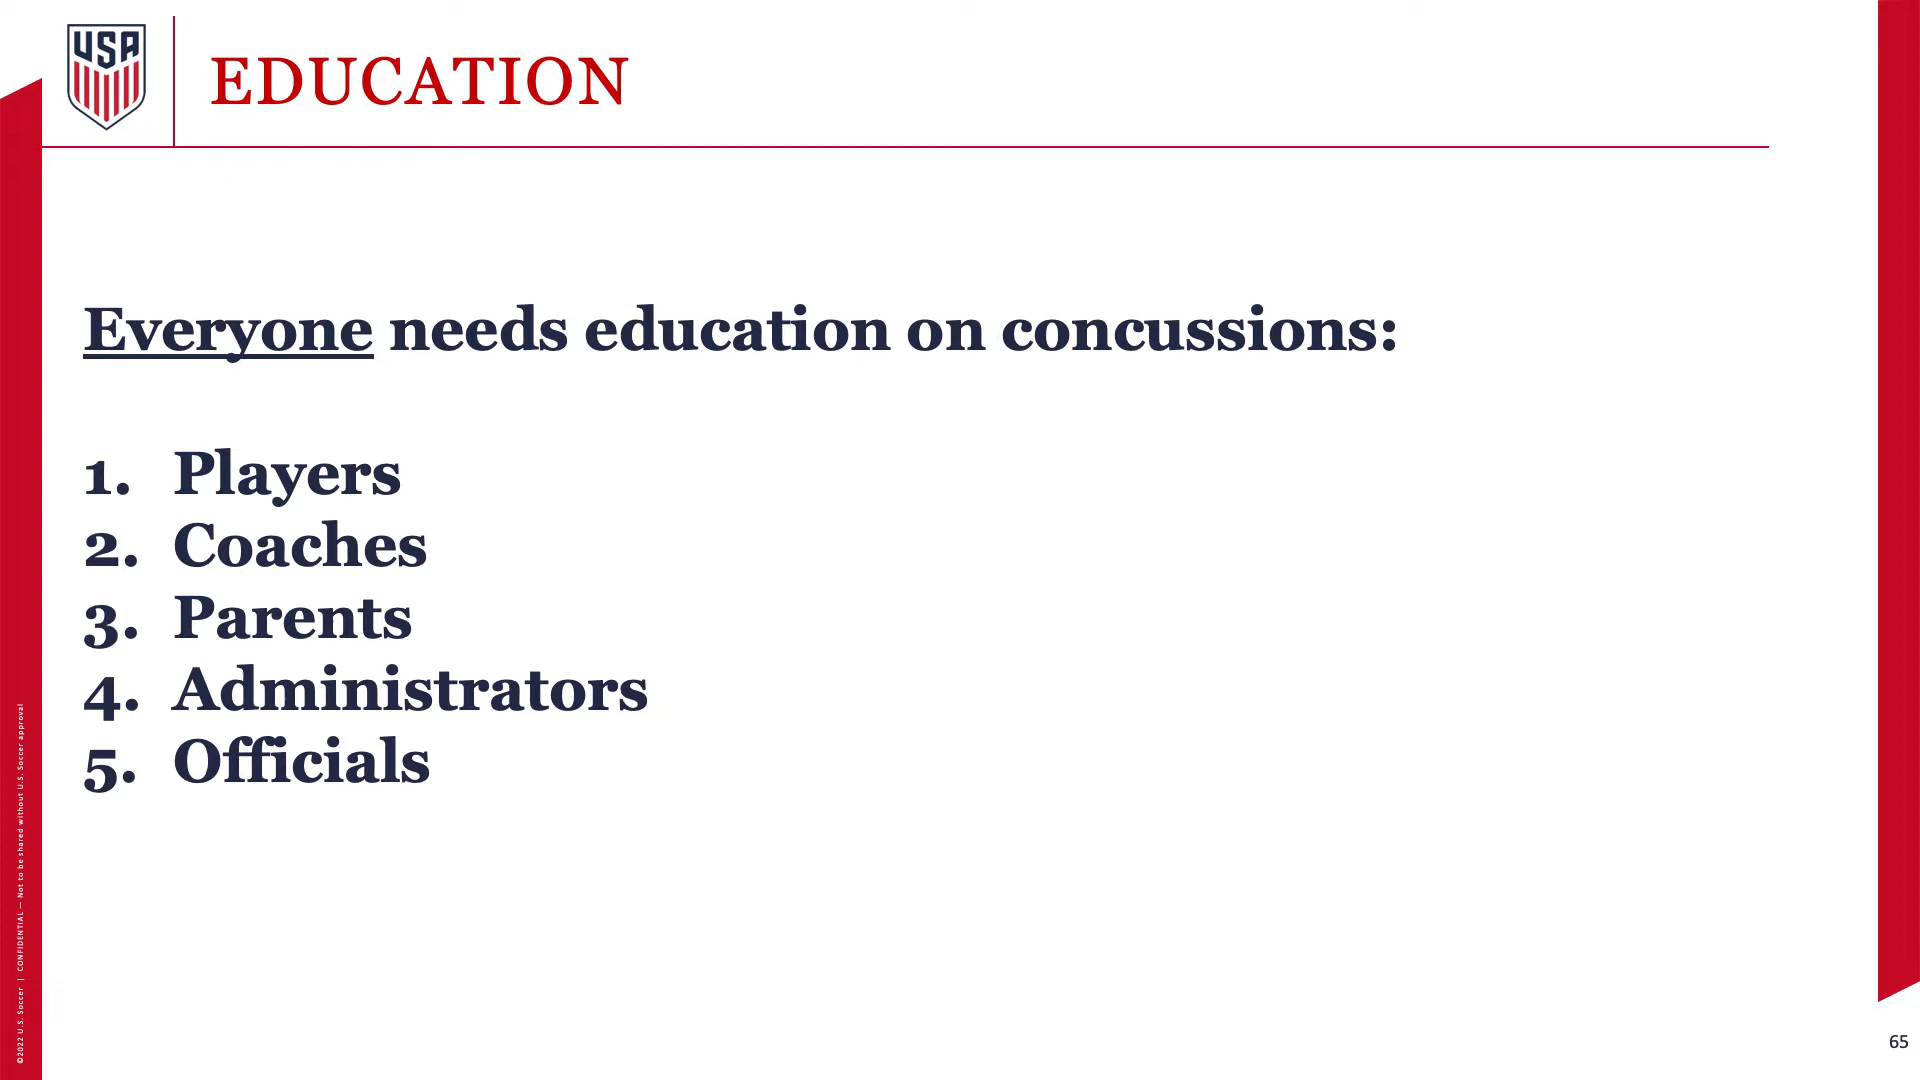 USA
EDUCATION
Everyone needs education on concussions:
1. Players
2. Coaches
3. Parents
4. Administrators
5. Officials
©2022 U.S. Soccer | CONFIDENTIAL — Not to be shared without U.S. Soccer approval
65